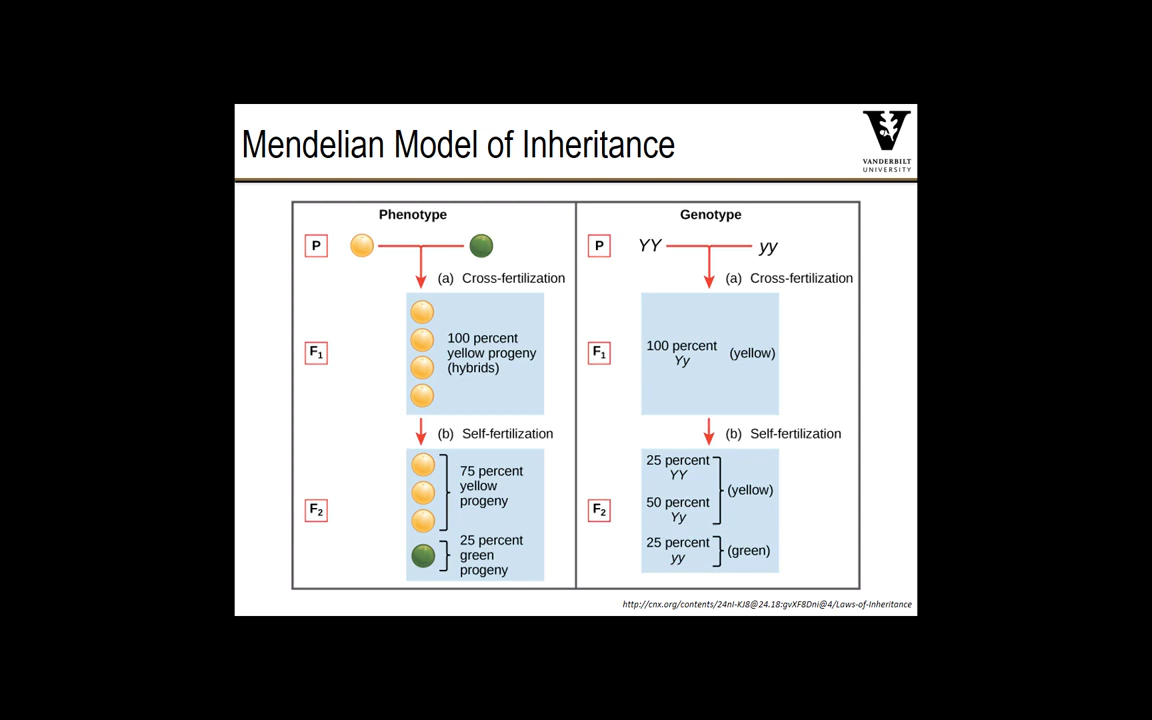 Mendelian Model of Inheritance
VANDERBILT
UNIVERSITY
Phenotype
P
(a) Cross-fertilization
F1
100 percent
yellow progeny
(hybrids)
(b) Self-fertilization
F2
75 percent
yellow
progeny
25 percent
green
progeny
Genotype
P
YY
yy
(a) Cross-fertilization
F1
100 percent
Yy
(yellow)
(b) Self-fertilization
F2
25 percent
YY
50 percent
Yy
(yellow)
25 percent
yy
(green)
http://cnx.org/contents/24nI-KJ8@24.18:gvXF8Dni@4/Laws-of-Inheritance